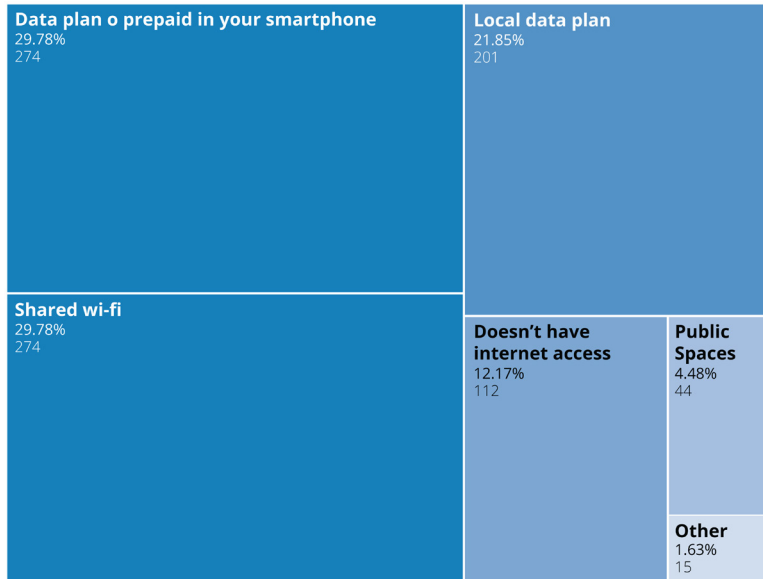 Data plan o prepaid in your smartphone
29.78%
274
Local data plan
21.85%
201
Shared wi-fi
29.78%
274
Doesn’t have
internet access
12.17%
112
Public
Spaces
4.48%
44
Other
1.63%
15